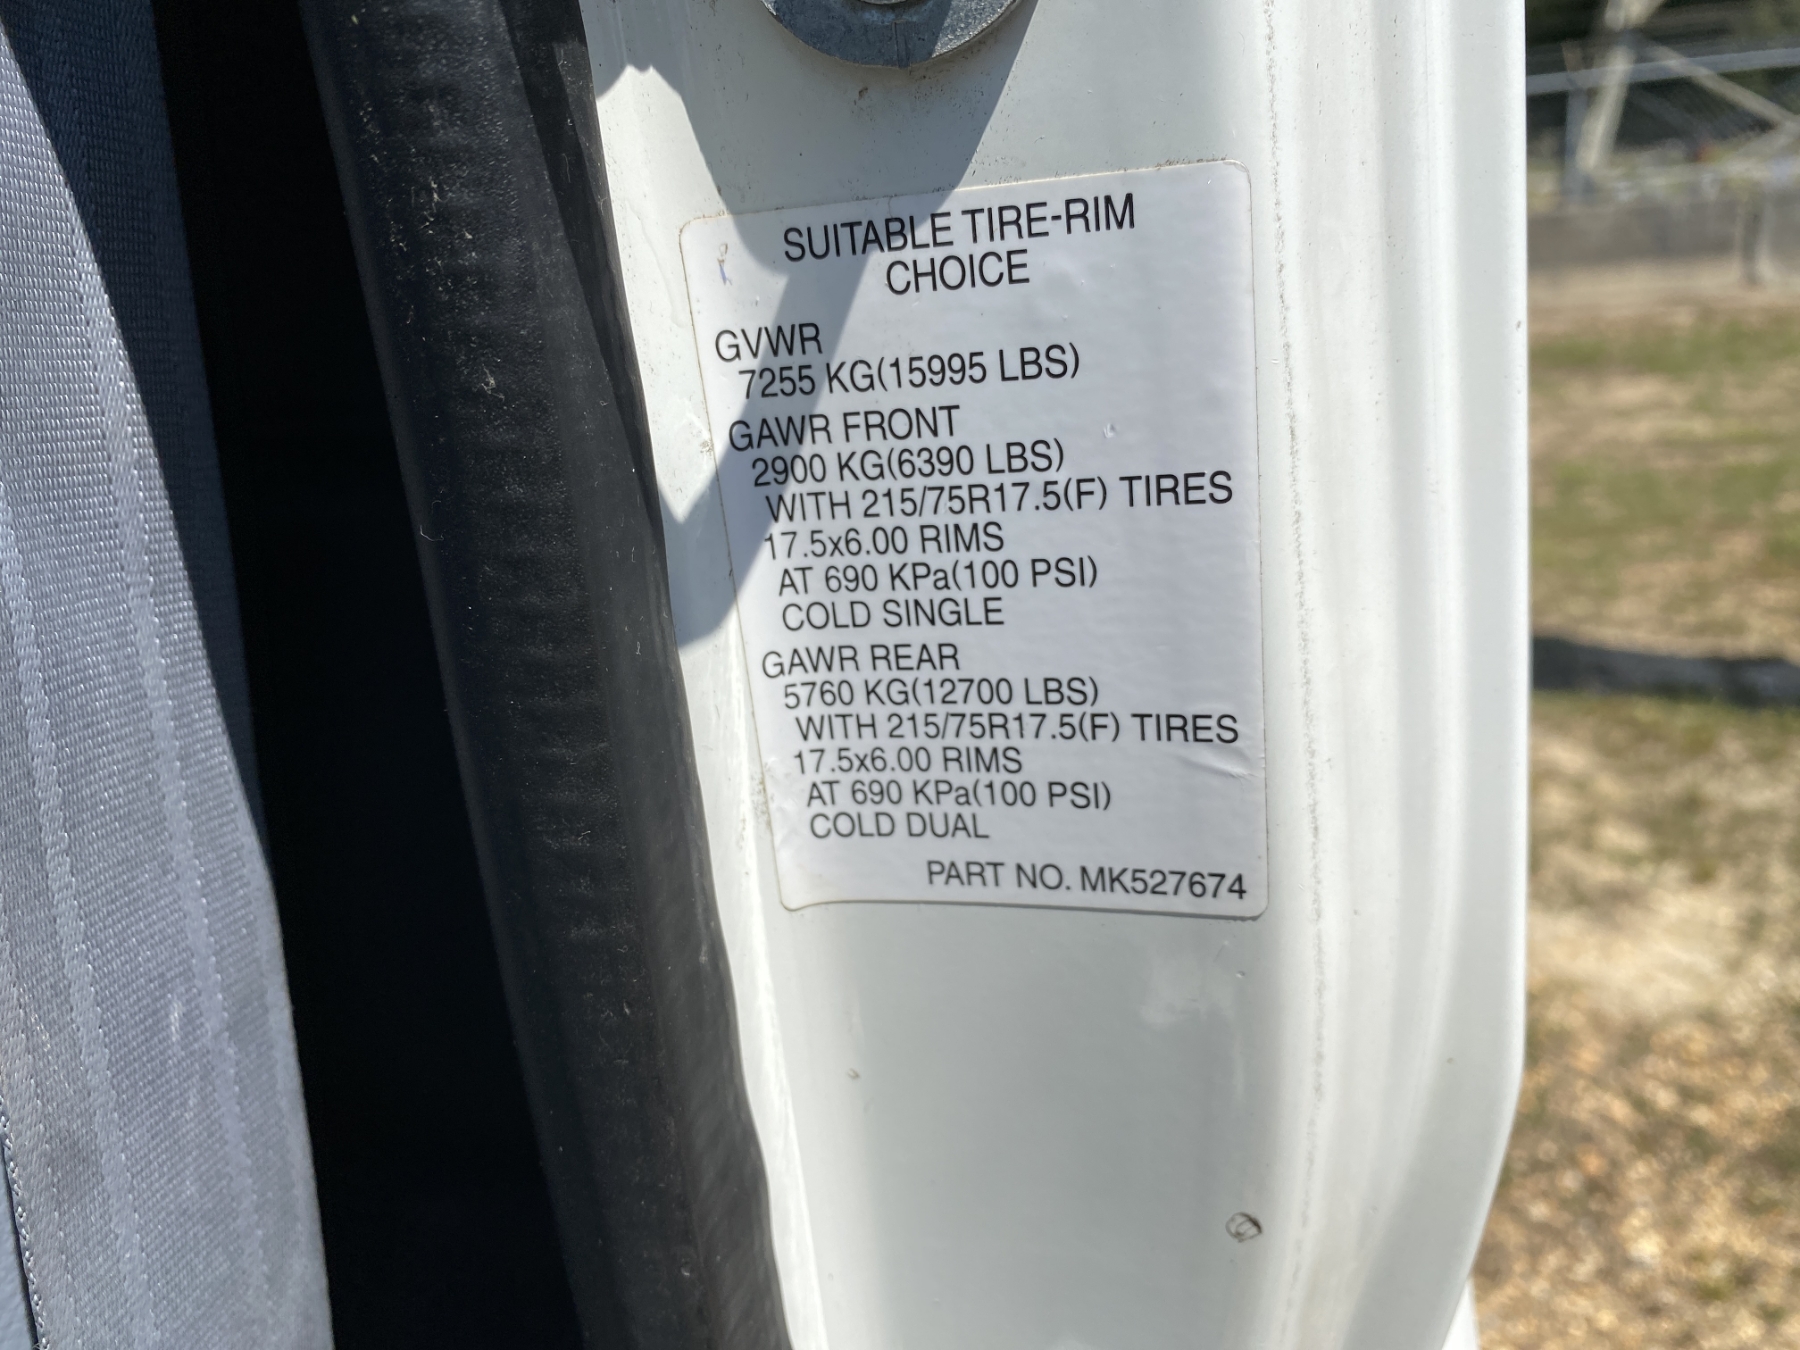 SUITABLE TIRE-RIM
CHOICE
GVWR
7255 KG(15995 LBS)
GAWR FRONT
2900 KG(6390 LBS)
WITH 215/75R17.5(F) TIRES
17.5x6.00 RIMS
AT 690 KPa(100 PSI)
COLD SINGLE
GAWR REAR
5760 KG(12700 LBS)
WITH 215/75R17.5(F) TIRES
17.5x6.00 RIMS
AT 690 KPa(100 PSI)
COLD DUAL
PART NO. MK527674